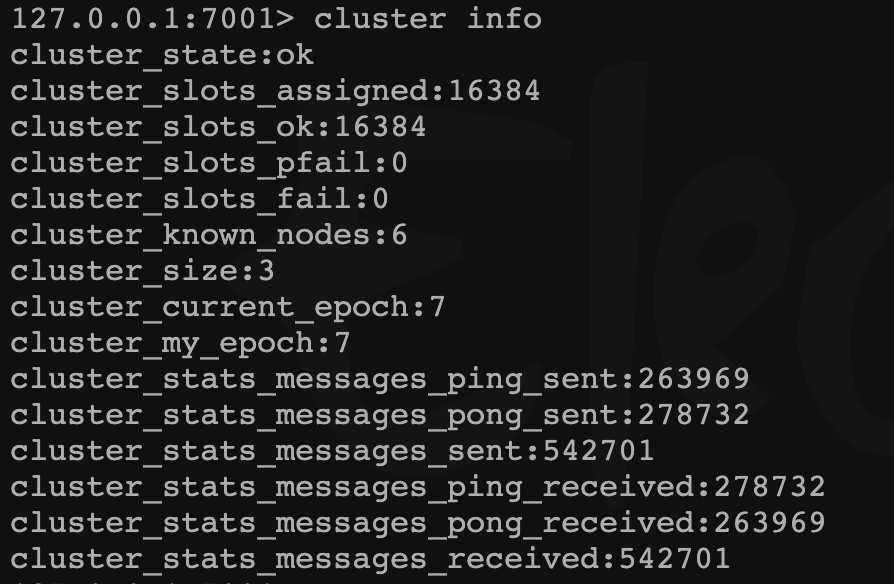 127.0.0.1:7001> cluster info
cluster_state:ok
cluster_slots_assigned:16384
cluster_slots_ok:16384
cluster_slots_pfail:0
cluster_slots_fail:0
cluster_known_nodes:6
cluster_size:3
cluster_current_epoch:7
cluster_my_epoch:7
cluster_stats_messages_ping_sent:263969
cluster_stats_messages_pong_sent:278732
cluster_stats_messages_sent:542701
cluster_stats_messages_ping_received:278732
cluster_stats_messages_pong_received:263969
cluster_stats_messages_received:542701